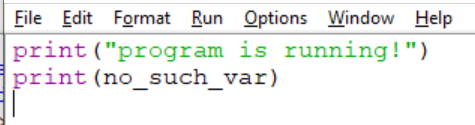 File Edit Format Run Options Window Help
print("program is running!")
print(no_such_var)